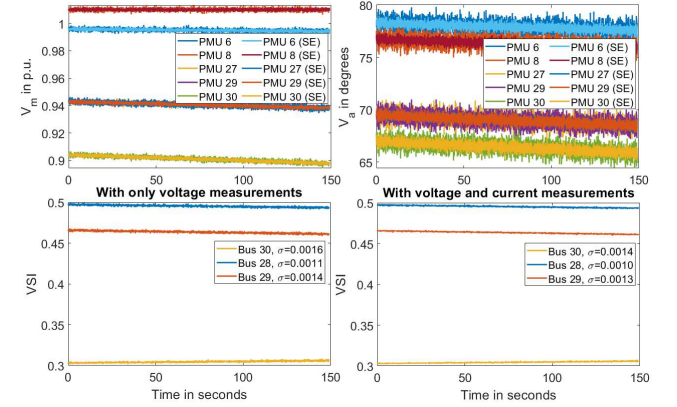 1
0.98
0.96
0.94
0.92
0.9
V_m in p.u.
PMU 6
PMU 8
PMU 27
PMU 29
PMU 30
PMU 6 (SE)
PMU 8 (SE)
PMU 27 (SE)
PMU 29 (SE)
PMU 30 (SE)
0
50
100
150
80
75
70
65
V_a in degrees
PMU 6
PMU 8
PMU 27
PMU 29
PMU 30
PMU 6 (SE)
PMU 8 (SE)
PMU 27 (SE)
PMU 29 (SE)
PMU 30 (SE)
0
50
100
150
With only voltage measurements
0.5
0.45
0.4
0.35
0.3
VSI
Bus 30, σ=0.0016
Bus 28, σ=0.0011
Bus 29, σ=0.0014
0
50
100
150
Time in seconds
With voltage and current measurements
0.5
0.45
0.4
0.35
0.3
VSI
Bus 30, σ=0.0014
Bus 28, σ=0.0010
Bus 29, σ=0.0013
0
50
100
150
Time in seconds